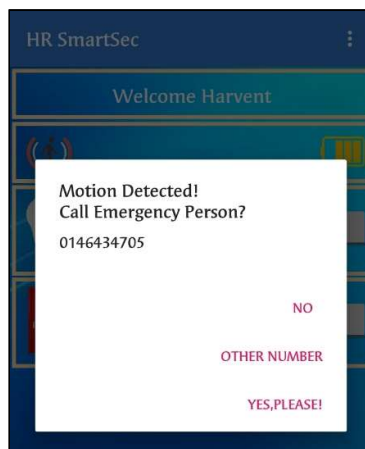 HR SmartSec
Welcome Harvent
Motion Detected!
Call Emergency Person?
0146434705
NO
OTHER NUMBER
YES,PLEASE!